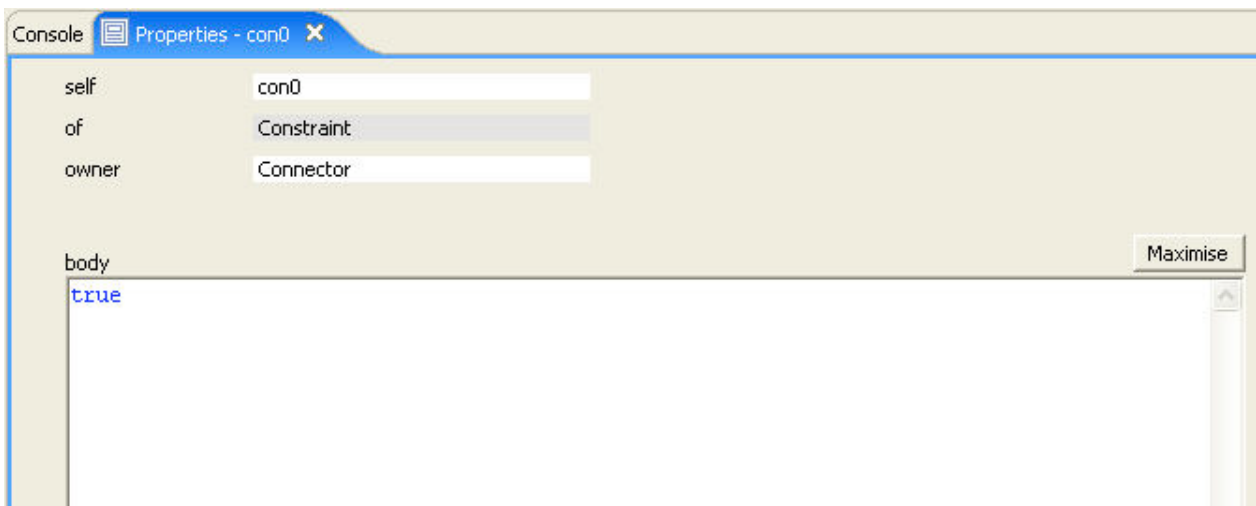 Console Properties - con0
self con0
of Constraint
owner Connector
Maximise
body
true